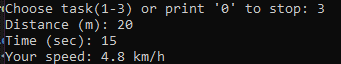 Choose task(1-3) or print '0' to stop: 3
Distance (m): 20
Time (sec): 15
Your speed: 4.8 km/h